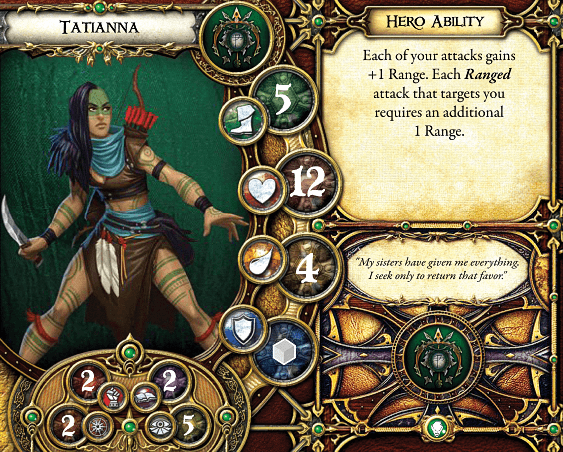 Tatianna
Hero Ability
Each of your attacks gains
+1 Range. Each Ranged
attack that targets you
requires an additional
1 Range.
5
12
4
"My sisters have given me everything.
I seek only to return that favor."
2 2
2 5